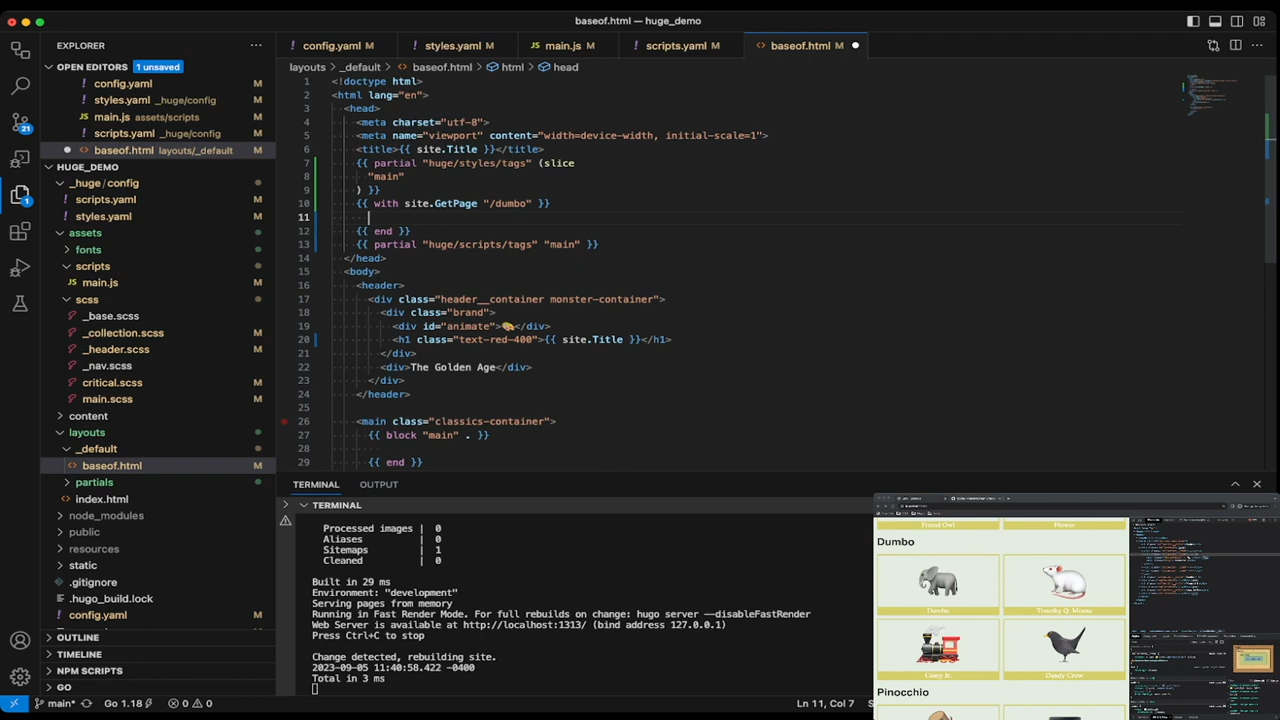 baseof.html — huge_demo
EXPLORER
config.yaml M
styles.yaml M
main.js M
scripts.yaml M
baseof.html M
layouts > _default > baseof.html > html > head
OPEN EDITORS 1 unsaved
config.yaml M
styles.yaml _huge/config M
main.js assets/scripts M
scripts.yaml _huge/config M
baseof.html layouts/_default M
HUGE_DEMO
_huge / config
scripts.yaml M
styles.yaml M
assets
fonts
scripts
main.js M
scss
_base.scss
_collection.scss M
_header.scss M
_nav.scss
critical.scss M
main.scss M
content
layouts
_default
baseof.html M
partials
index.html M
node_modules
public
resources
static
.gitignore M
.hugo_build.lock
config.yaml M
OUTLINE
TIMELINE
NPM SCRIPTS
GO
21
1
1 <!doctype html>
2 <html lang="en">
3 <head>
4 <meta charset="utf-8">
5 <meta name="viewport" content="width=device-width, initial-scale=1">
6 <title>{{ site.Title }}</title>
7 {{ partial "huge/styles/tags" (slice
8 "main"
9 ) }}
10 {{ with site.GetPage "/dumbo" }}
11
12 {{ end }}
13 {{ partial "huge/scripts/tags" "main" }}
14 </head>
15 <body>
16 <header>
17 <div class="header__container monster-container">
18 <div class="brand">
19 <div id="animate">🎨</div>
20 <h1 class="text-red-400">{{ site.Title }}</h1>
21 </div>
22 <div>The Golden Age</div>
23 </div>
24 </header>
25
26 <main class="classics-container">
27 {{ block "main" . }}
28
29 {{ end }}
TERMINAL OUTPUT
TERMINAL
Processed images | 0
Aliases | 0
Sitemaps | 0
Cleaned | 0
Built in 29 ms
Environment: "development"
Serving pages from memory
Running in Fast Render Mode. For full rebuilds on change: hugo server --disableFastRender
Web Server is available at http://localhost:1313/ (bind address 127.0.0.1)
Press Ctrl+C to stop
Change detected, rebuilding
Total in 3 ms
Friend Owl
Flower
Dumbo
Dumbo
Timothy Q. Mouse
Casey Jr.
Dandy Crow
Pinocchio
main*
Go 1.18
0 0
Ln 11, Col 7